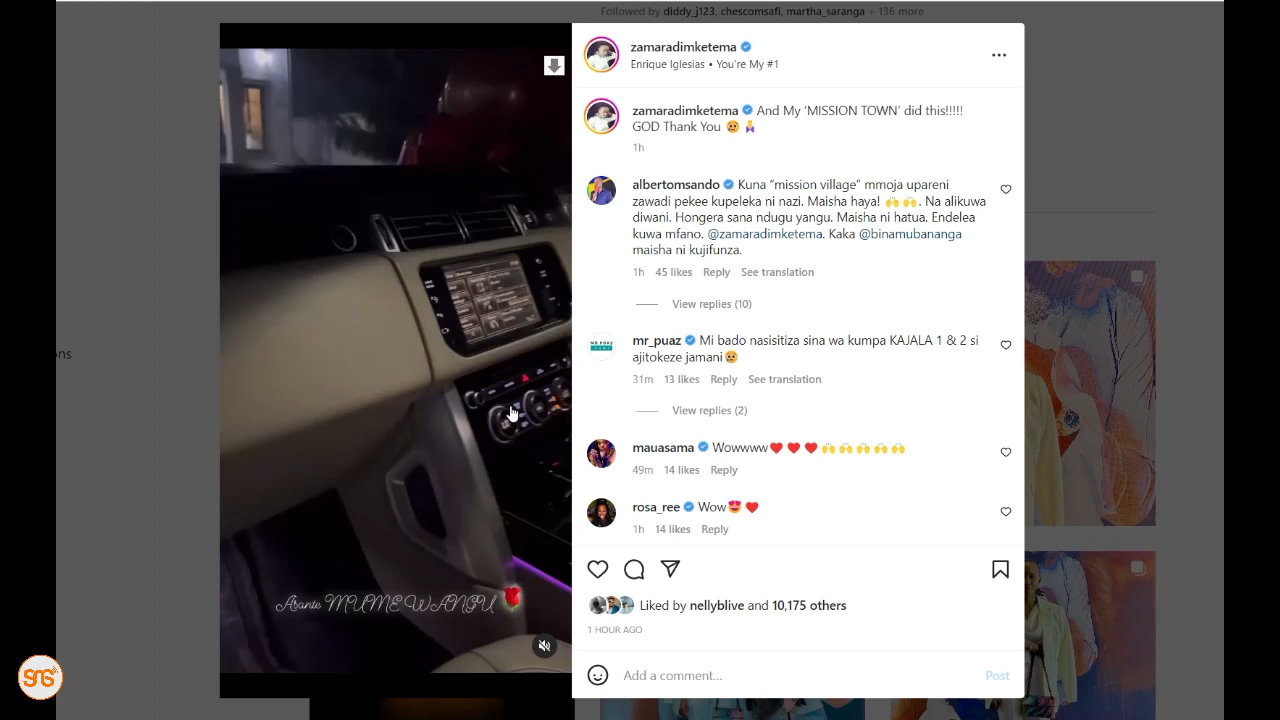 Followed by diddy_j123, chescomsafi, martha_saranga + 136 more
zamaradimketema
Enrique Iglesias • You're My #1
zamaradimketema And My ‘MISSION TOWN’ did this!!!!!
GOD Thank You 😢 🙏
1h
albertomsando Kuna “mission village” mmoja upareni
zawadi pekee kupeleka ni nazi. Maisha haya! 🙌 🙌. Na alikuwa
diwani. Hongera sana ndugu yangu. Maisha ni hatua. Endelea
kuwa mfano. @zamaradimketema. Kaka @binamubananga
maisha ni kujifunza.
1h 45 likes Reply See translation
View replies (10)
mr_puaz Mi bado nasisitiza sina wa kumpa KAJALA 1 & 2 si
ajitokeze jamani😢
31m 13 likes Reply See translation
View replies (2)
mauasama Wowwww❤️ ❤️ ❤️ 🙌 🙌 🙌 🙌 🙌
49m 14 likes Reply
rosa_ree Wow😍 ❤️
1h 14 likes Reply
Liked by nellyblive and 10,175 others
1 HOUR AGO
Add a comment...
Post
Asante MUME WANGU 🌹
ons
SNS